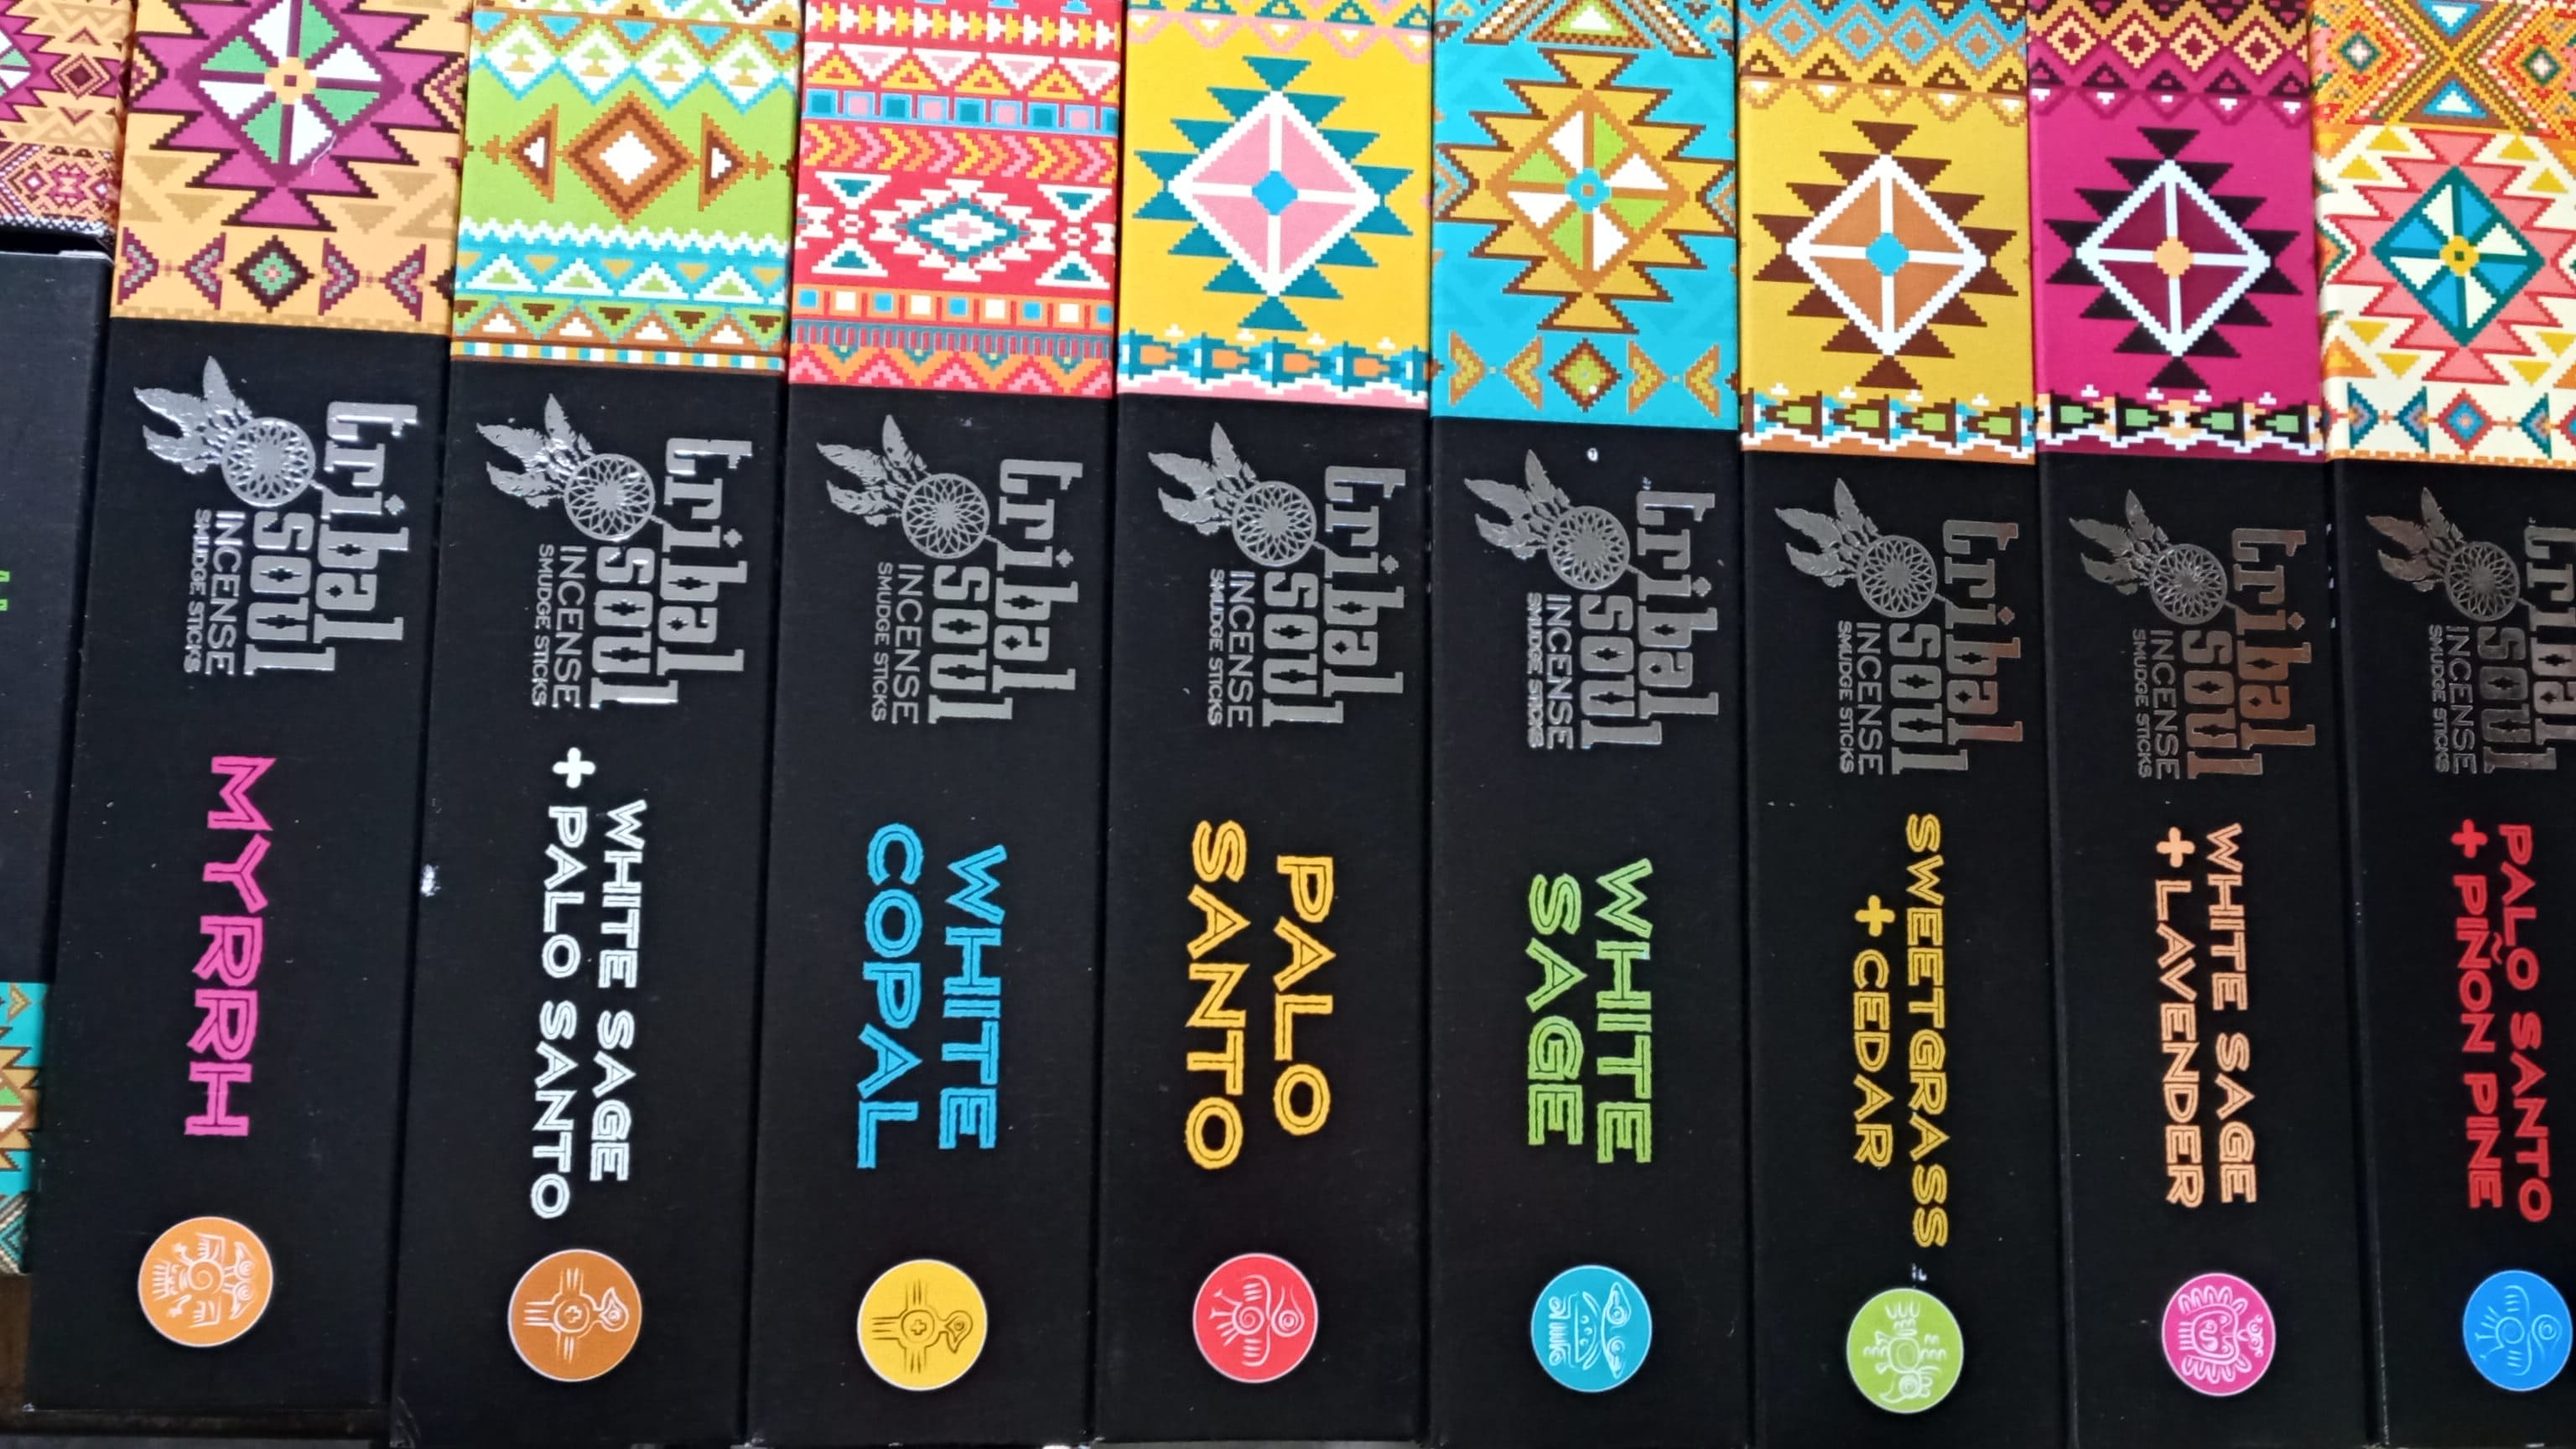 tribal
soul
INCENSE
SMUDGE STICKS
MYRRH
tribal
soul
INCENSE
SMUDGE STICKS
WHITE SAGE
+ PALO SANTO
tribal
soul
INCENSE
SMUDGE STICKS
WHITE
COPAL
tribal
soul
INCENSE
SMUDGE STICKS
PALO
SANTO
tribal
soul
INCENSE
SMUDGE STICKS
WHITE
SAGE
tribal
soul
INCENSE
SMUDGE STICKS
SWEETGRASS
+ CEDAR
tribal
soul
INCENSE
SMUDGE STICKS
WHITE SAGE
+ LAVENDER
tribal
soul
INCENSE
SMUDGE STICKS
PALO SANTO
+ PIÑON PINE